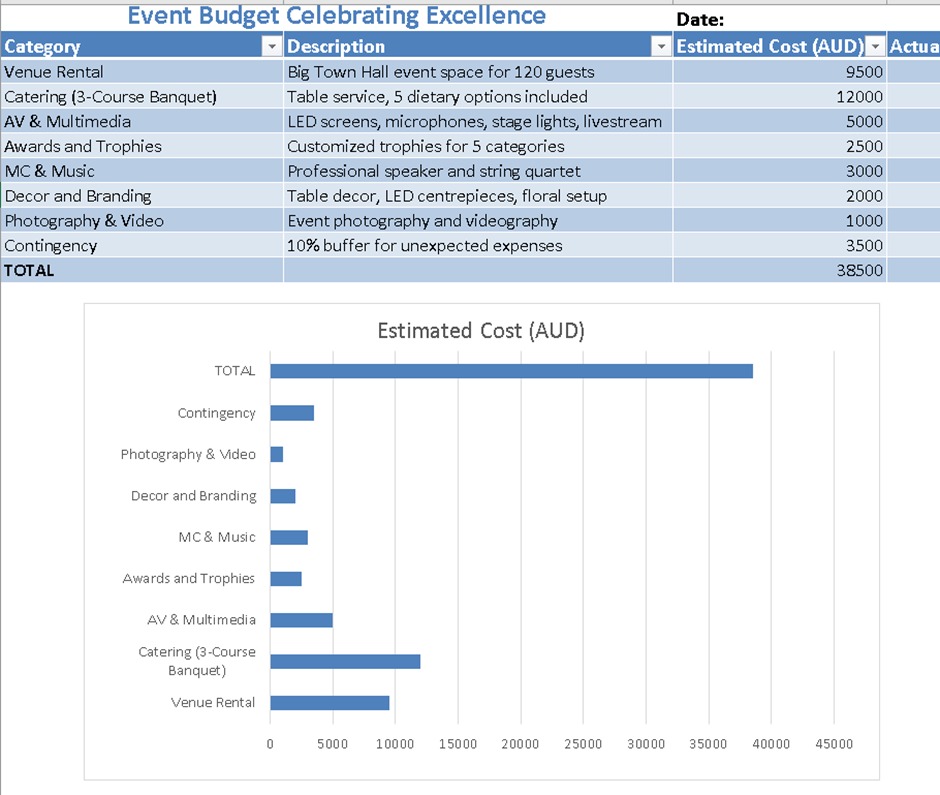 Event Budget Celebrating Excellence Date:
Category Description Estimated Cost (AUD) Actua
Venue Rental Big Town Hall event space for 120 guests 9500
Catering (3-Course Banquet) Table service, 5 dietary options included 12000
AV & Multimedia LED screens, microphones, stage lights, livestream 5000
Awards and Trophies Customized trophies for 5 categories 2500
MC & Music Professional speaker and string quartet 3000
Decor and Branding Table decor, LED centrepieces, floral setup 2000
Photography & Video Event photography and videography 1000
Contingency 10% buffer for unexpected expenses 3500
TOTAL 38500
Estimated Cost (AUD)
TOTAL
Contingency
Photography & Video
Decor and Branding
MC & Music
Awards and Trophies
AV & Multimedia
Catering (3-Course
Banquet)
Venue Rental
0 5000 10000 15000 20000 25000 30000 35000 40000 45000